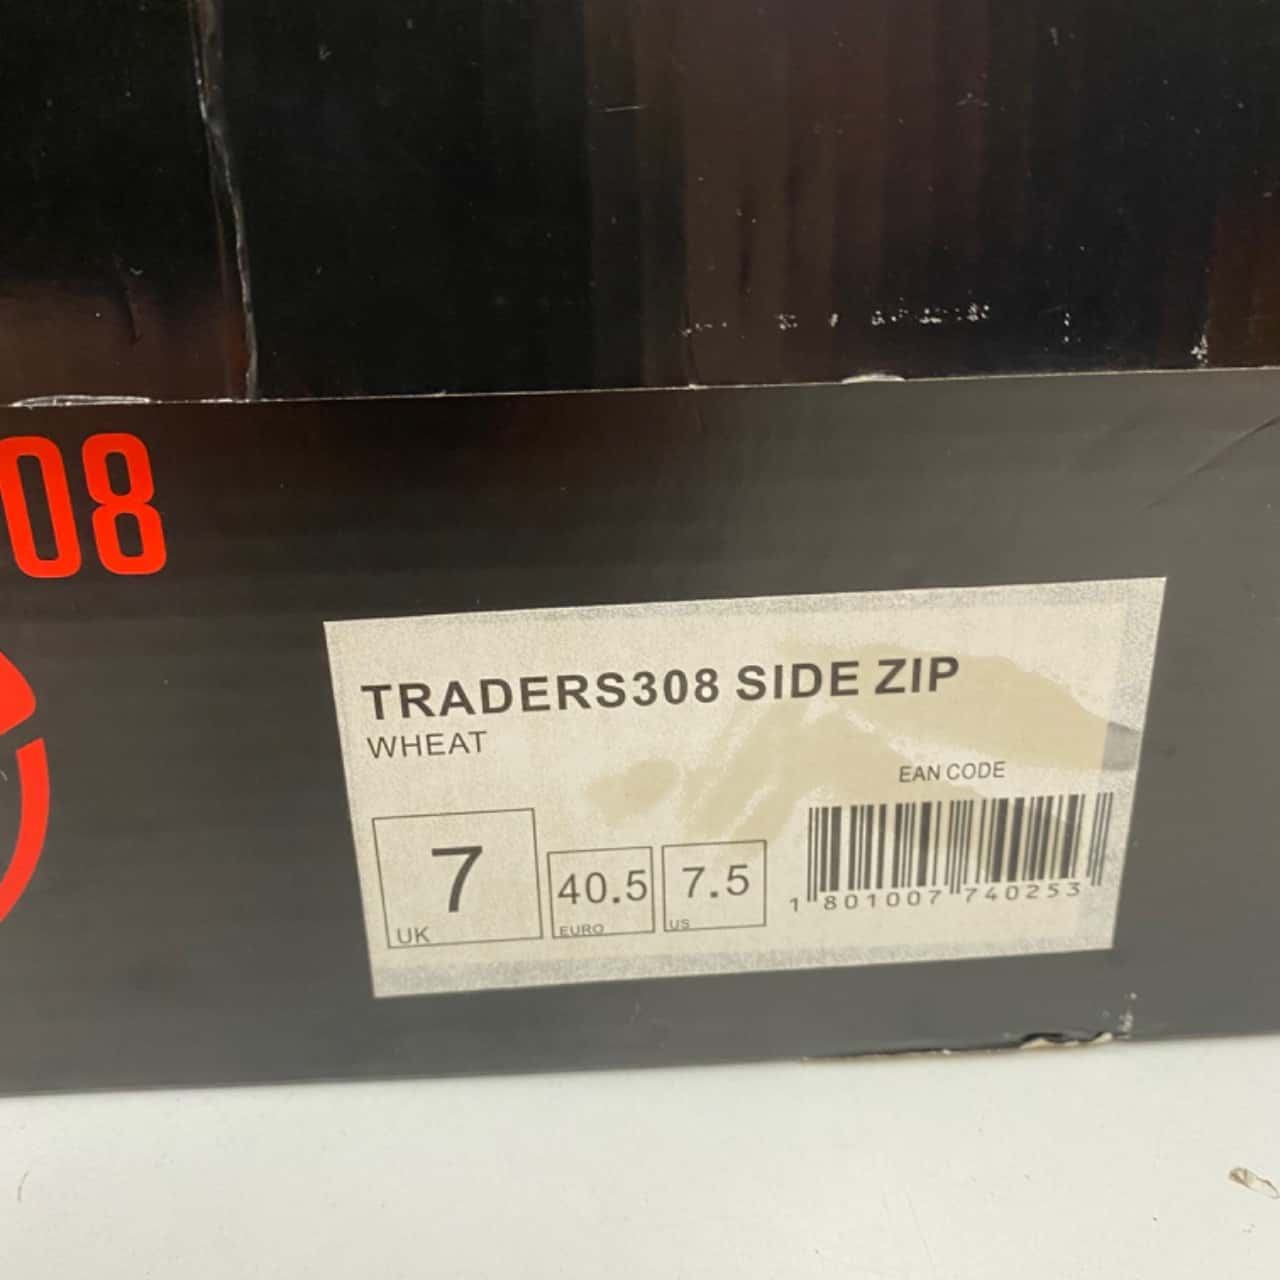 08
TRADERS308 SIDE ZIP
WHEAT
EAN CODE
7
UK
40.5
EURO
7.5
US
1 801007 740253